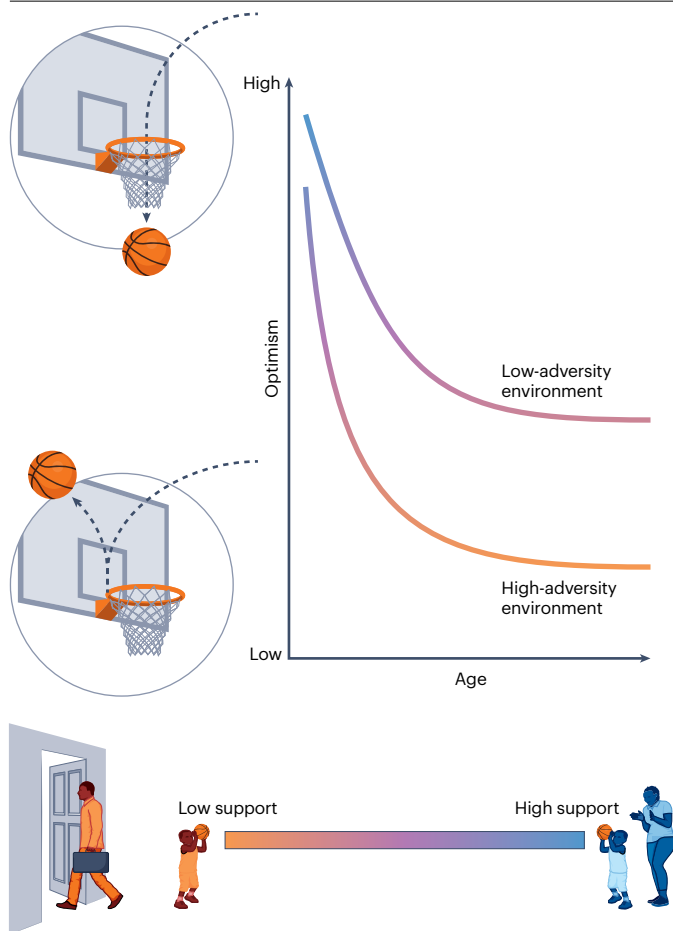 High
Optimism
Low-adversity
environment
High-adversity
environment
Low
Age
Low support
High support